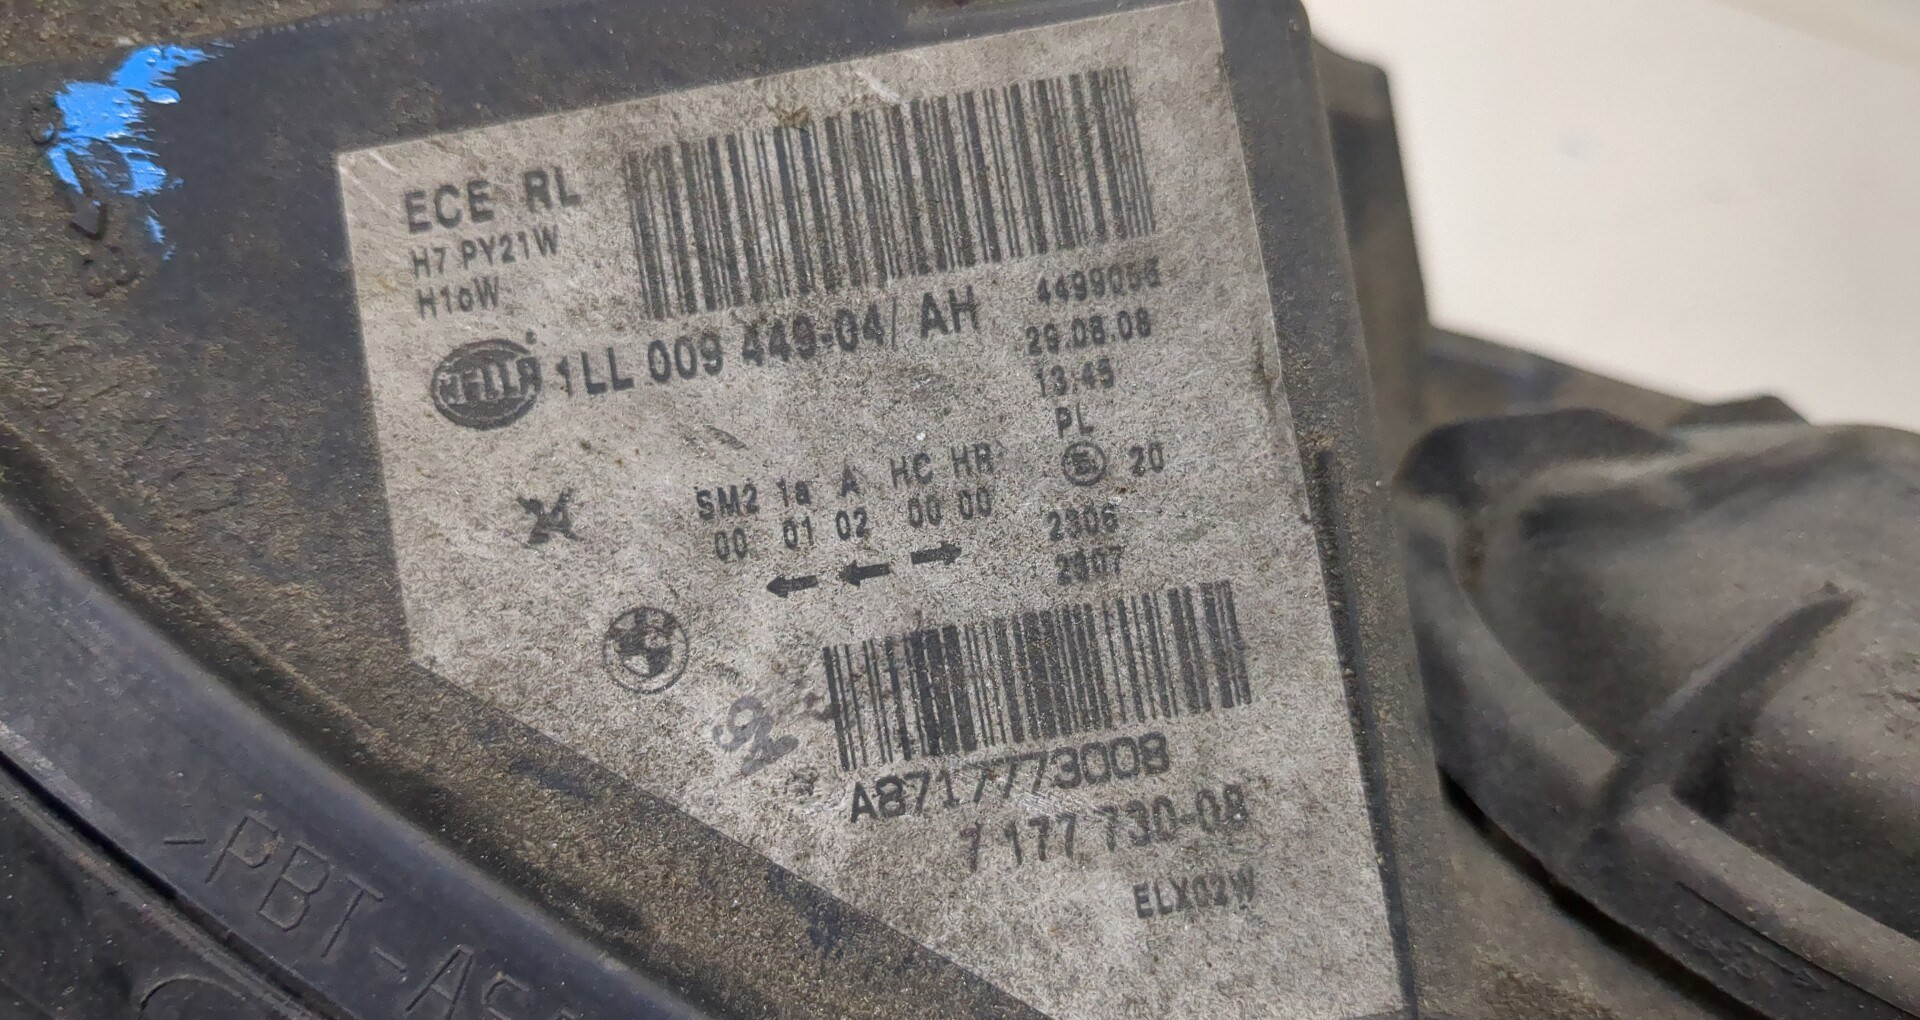 ECE RL
H7 PY21W
H10W
HELLA 1LL 009 449-04/ AH
29.08.08
13:45
PL
20
24
SM2 1a A HC HR
00 01 02 00 00
2306
2307
A8717773008
7 177 730-08
ELX02W
>PBT-AS